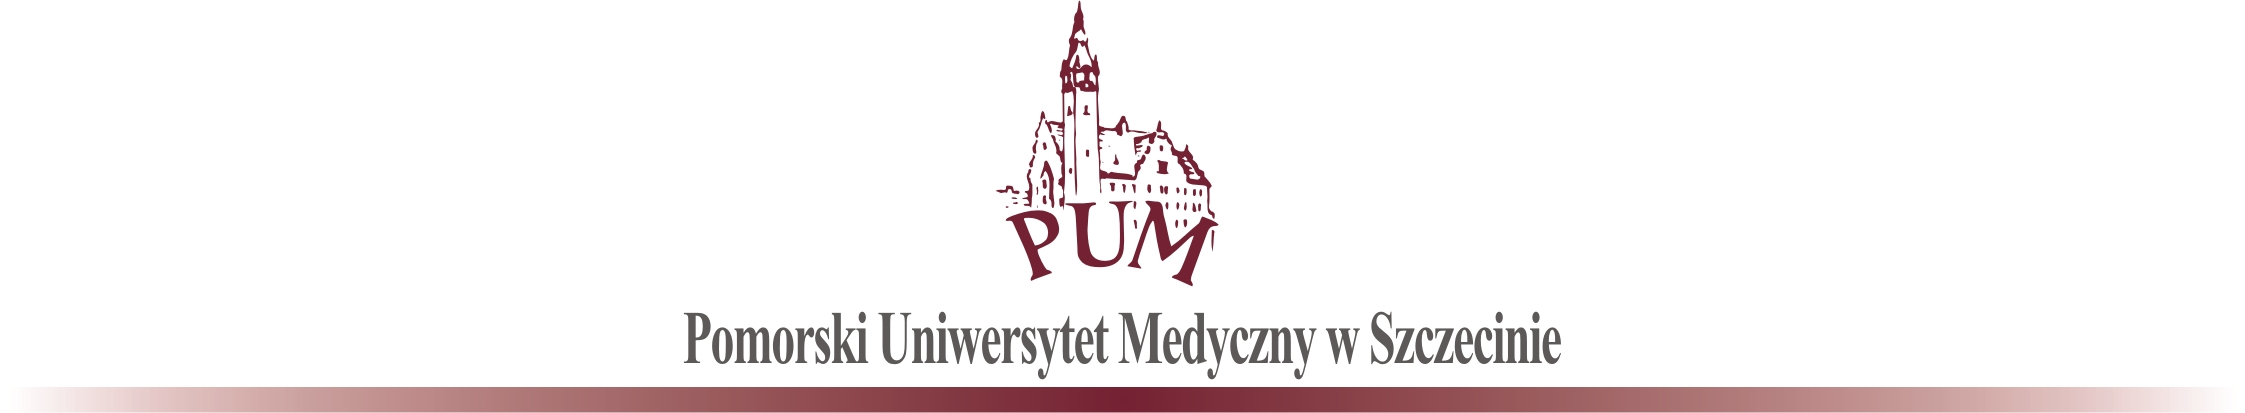 PUM
Pomorski Uniwersytet Medyczny w Szczecinie